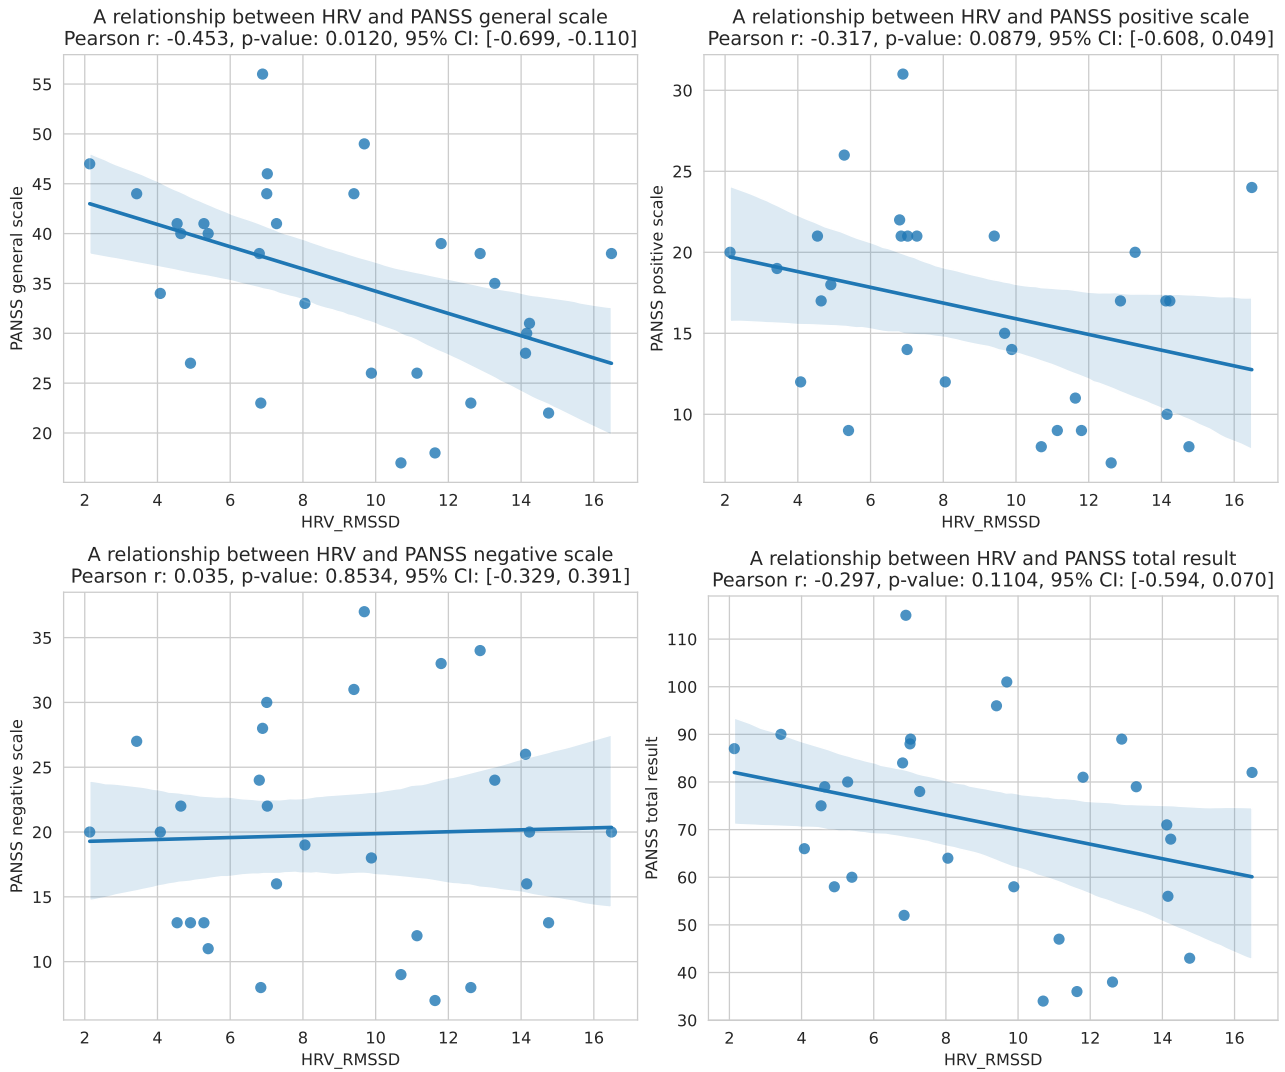 A relationship between HRV and PANSS general scale
Pearson r: -0.453, p-value: 0.0120, 95% CI: [-0.699, -0.110]
55
50
45
40
35
30
25
20
PANSS general scale
2 4 6 8 10 12 14 16
HRV_RMSSD
A relationship between HRV and PANSS positive scale
Pearson r: -0.317, p-value: 0.0879, 95% CI: [-0.608, 0.049]
30
25
20
15
10
PANSS positive scale
2 4 6 8 10 12 14 16
HRV_RMSSD
A relationship between HRV and PANSS negative scale
Pearson r: 0.035, p-value: 0.8534, 95% CI: [-0.329, 0.391]
35
30
25
20
15
10
PANSS negative scale
2 4 6 8 10 12 14 16
HRV_RMSSD
A relationship between HRV and PANSS total result
Pearson r: -0.297, p-value: 0.1104, 95% CI: [-0.594, 0.070]
110
100
90
80
70
60
50
40
30
PANSS total result
2 4 6 8 10 12 14 16
HRV_RMSSD